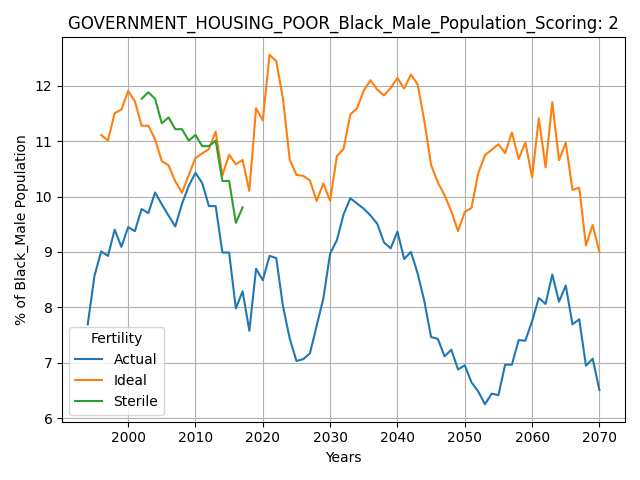 GOVERNMENT_HOUSING_POOR_Black_Male_Population_Scoring: 2
% of Black_Male Population
12
11
10
9
8
7
6
Fertility
Actual
Ideal
Sterile
2000 2010 2020 2030 2040 2050 2060 2070
Years